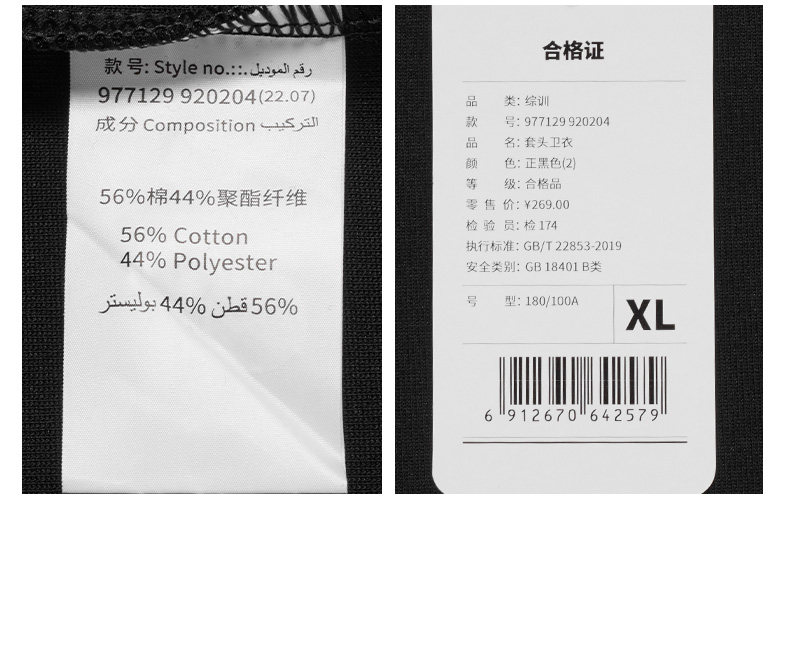 款 号: Style no.::.رقم الموديل
977129 920204(22.07)
成分 Composition التركيب
56%棉44%聚酯纤维
56% Cotton
44% Polyester
56% قطن 44% بوليستر
合格证
品 类: 综训
款 号: 977129 920204
品 名: 套头卫衣
颜 色: 正黑色(2)
等 级: 合格品
零 售 价: ¥269.00
检 验 员: 检 174
执行标准: GB/T 22853-2019
安全类别: GB 18401 B类
号 型: 180/100A
XL
6 912670 642579